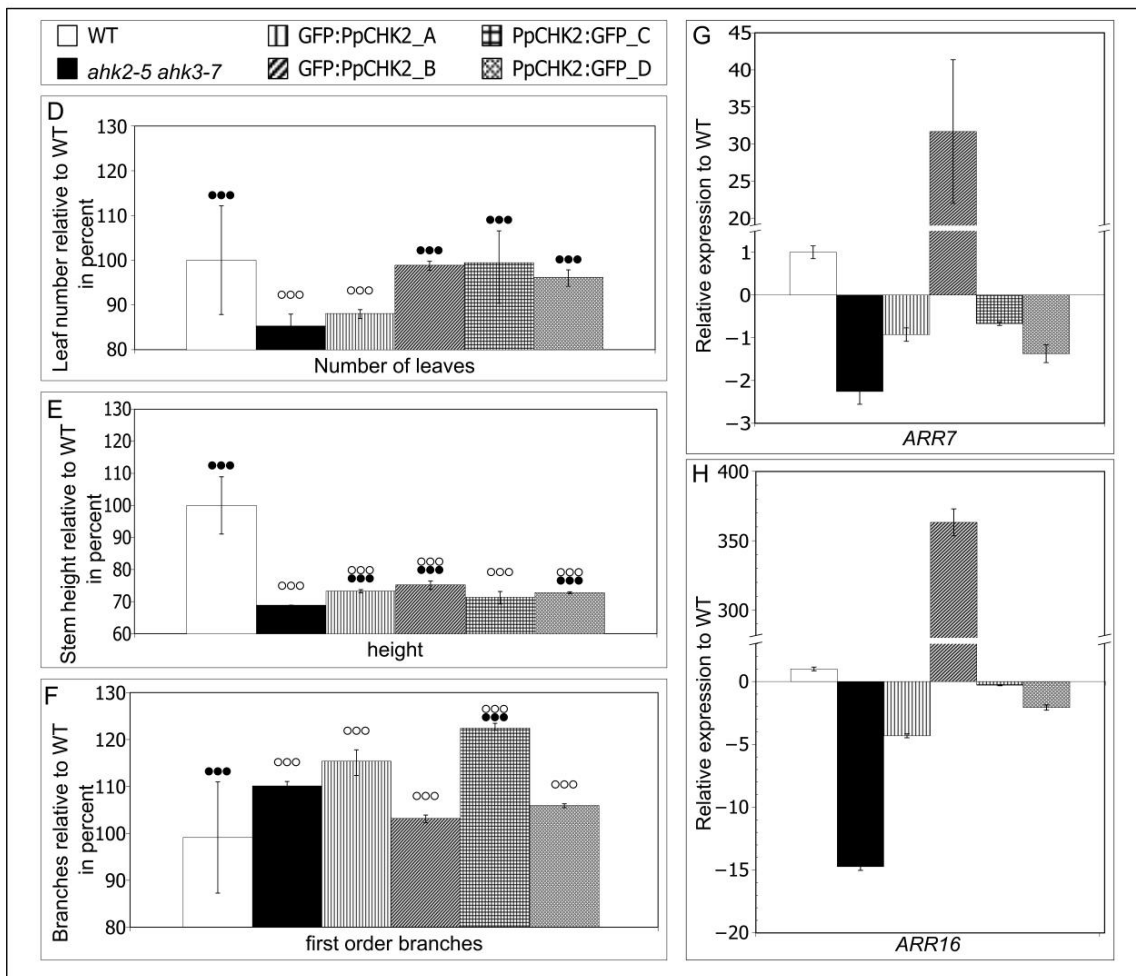 WT
GFP:PpCHK2_A
PpCHK2:GFP_C
ahk2-5 ahk3-7
GFP:PpCHK2_B
PpCHK2:GFP_D
D
Leaf number relative to WT
in percent
130
120
110
100
90
80
Number of leaves
E
Stem height relative to WT
in percent
130
120
110
100
90
80
70
60
height
F
Branches relative to WT
in percent
130
120
110
100
90
80
first order branches
G
Relative expression to WT
45
40
35
30
25
20
1
0
−1
−2
−3
ARR7
H
Relative expression to WT
400
350
300
0
−5
−10
−15
−20
ARR16